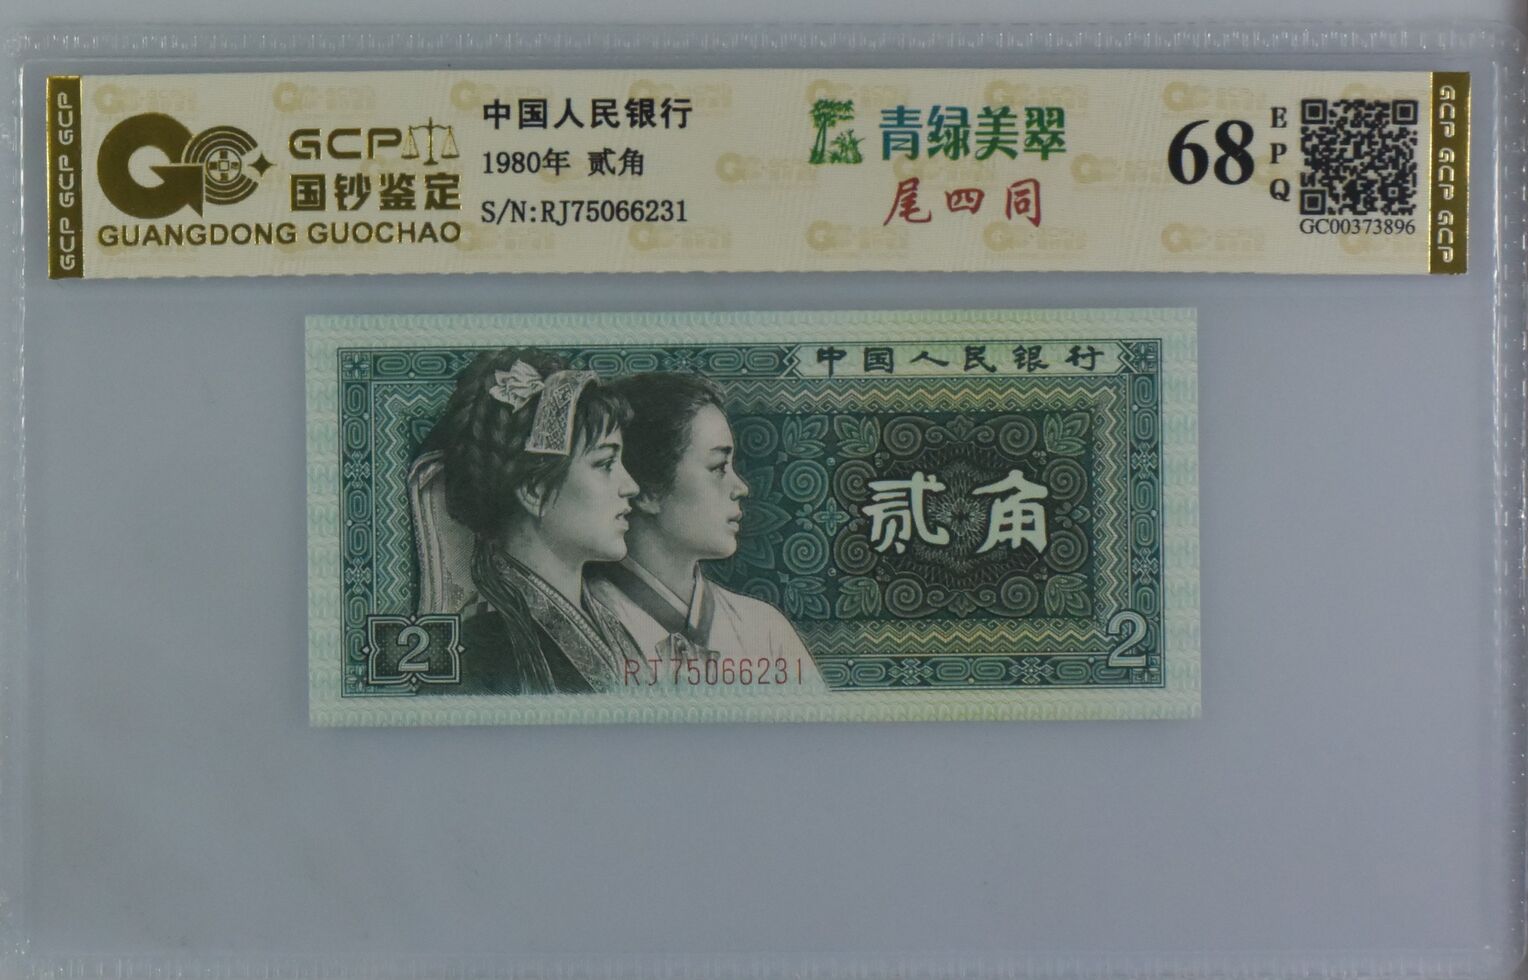 GCP GCP GCP
GCP
国钞鉴定
GUANGDONG GUOCHAO
中国人民银行
1980年 贰角
S/N:RJ75066231
青绿美翠
尾四同
68
EPQ
GC00373896
GCP GCP GCP
中国人民银行
贰角
2
2
RJ75066231